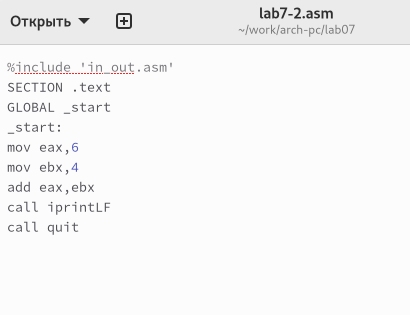 Открыть
lab7-2.asm
~/work/arch-pc/lab07
%include 'in_out.asm'
SECTION .text
GLOBAL _start
_start:
mov eax,6
mov ebx,4
add eax,ebx
call iprintLF
call quit